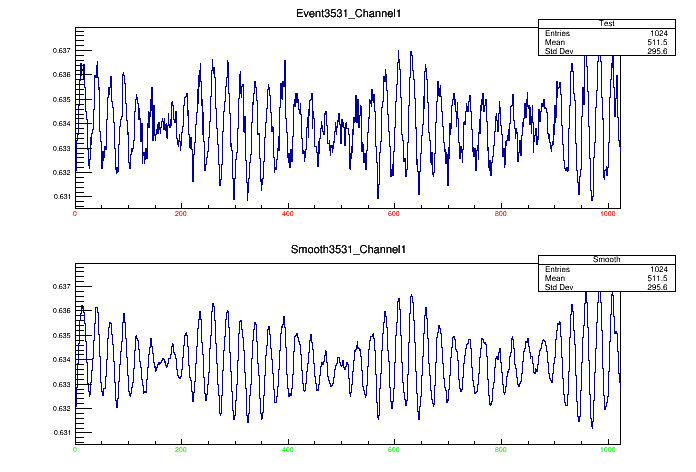 Event3531_Channel1
Test
Entries 1024
Mean 511.5
Std Dev 295.6
0.637
0.636
0.635
0.634
0.633
0.632
0.631
0 200 400 600 800 1000
Smooth3531_Channel1
Smooth
Entries 1024
Mean 511.5
Std Dev 295.6
0.637
0.636
0.635
0.634
0.633
0.632
0.631
0 200 400 600 800 1000